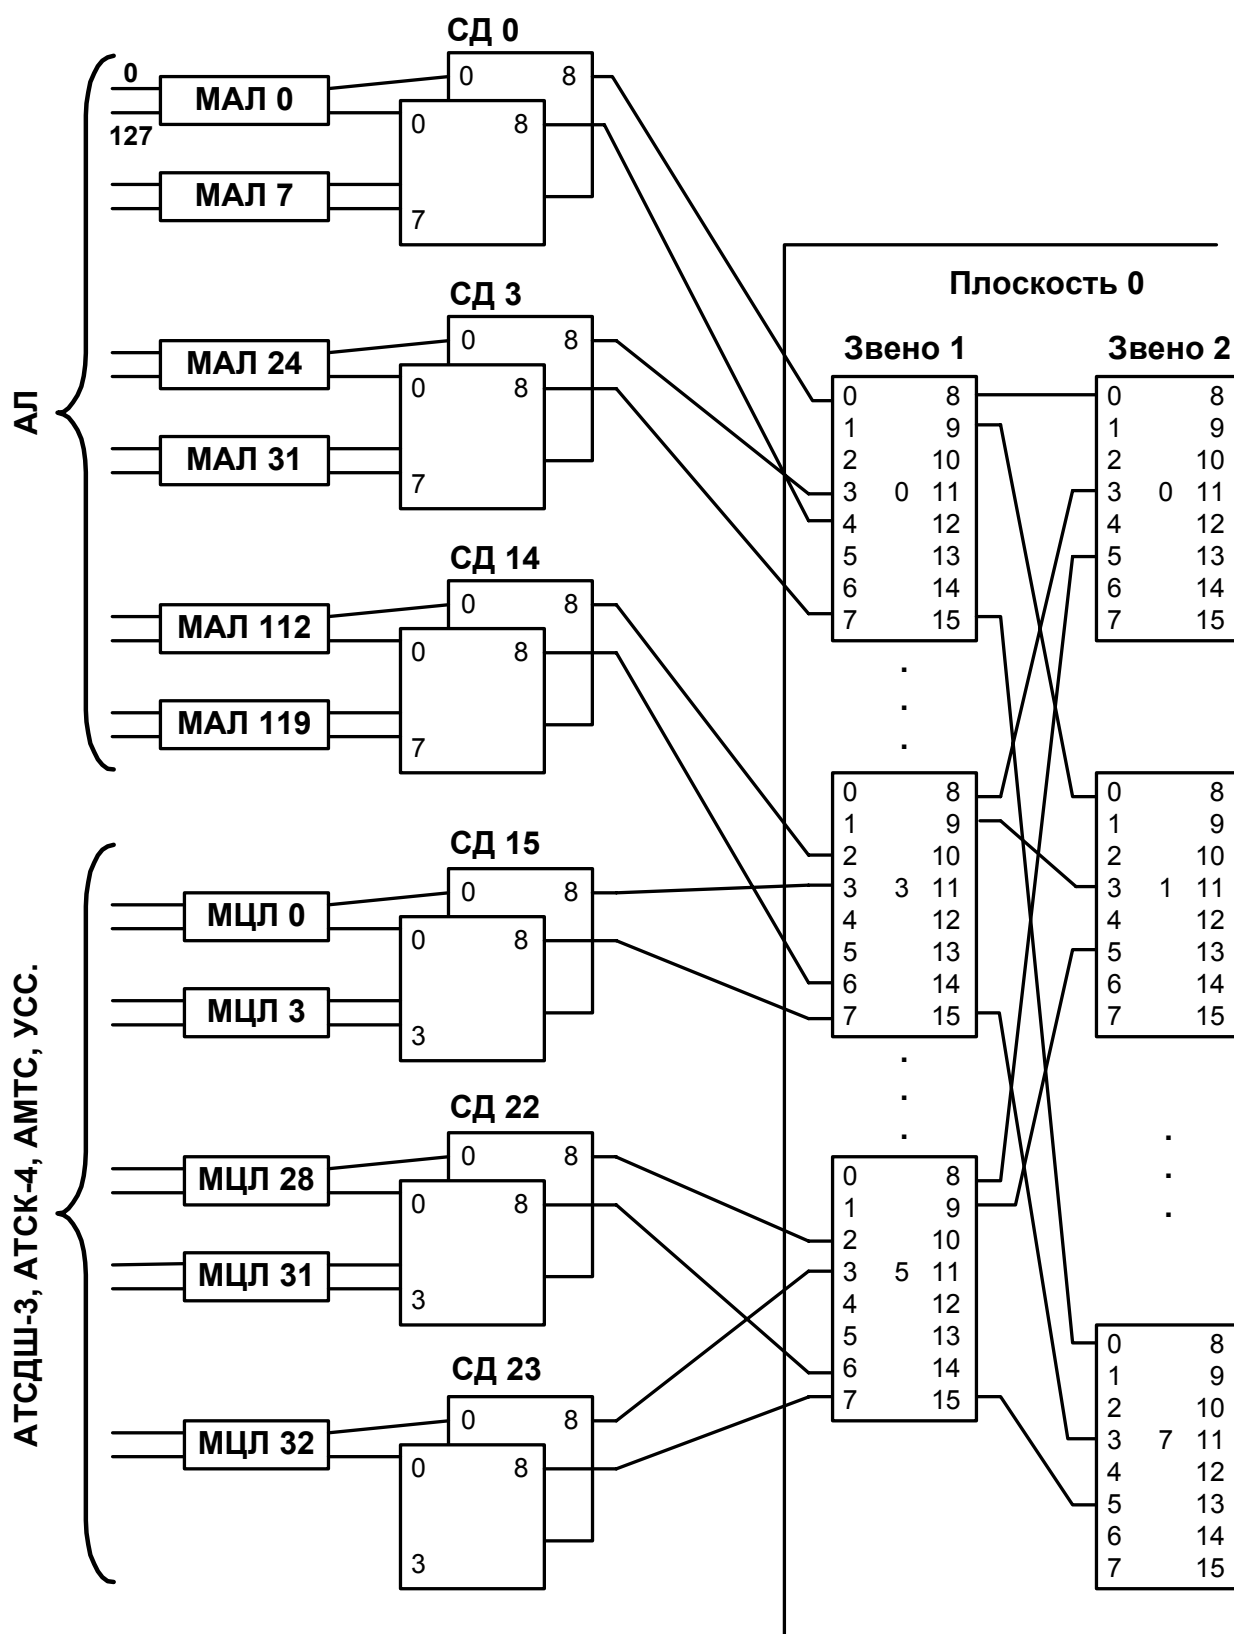 АЛ
0
127
МАЛ 0
МАЛ 7
СД 0
0 8
0 8
7
МАЛ 24
МАЛ 31
СД 3
0 8
0 8
7
МАЛ 112
МАЛ 119
СД 14
0 8
0 8
7
АТСДШ-3, АТСК-4, АМТС, УСС.
МЦЛ 0
МЦЛ 3
СД 15
0 8
0 8
3
МЦЛ 28
МЦЛ 31
СД 22
0 8
0 8
3
МЦЛ 32
СД 23
0 8
0 8
3
Плоскость 0
Звено 1
0 8
1 9
2 10
3 0 11
4 12
5 13
6 14
7 15
.
.
.
0 8
1 9
2 10
3 3 11
4 12
5 13
6 14
7 15
.
.
.
0 8
1 9
2 10
3 5 11
4 12
5 13
6 14
7 15
Звено 2
0 8
1 9
2 10
3 0 11
4 12
5 13
6 14
7 15
0 8
1 9
2 10
3 1 11
4 12
5 13
6 14
7 15
.
.
.
0 8
1 9
2 10
3 7 11
4 12
5 13
6 14
7 15